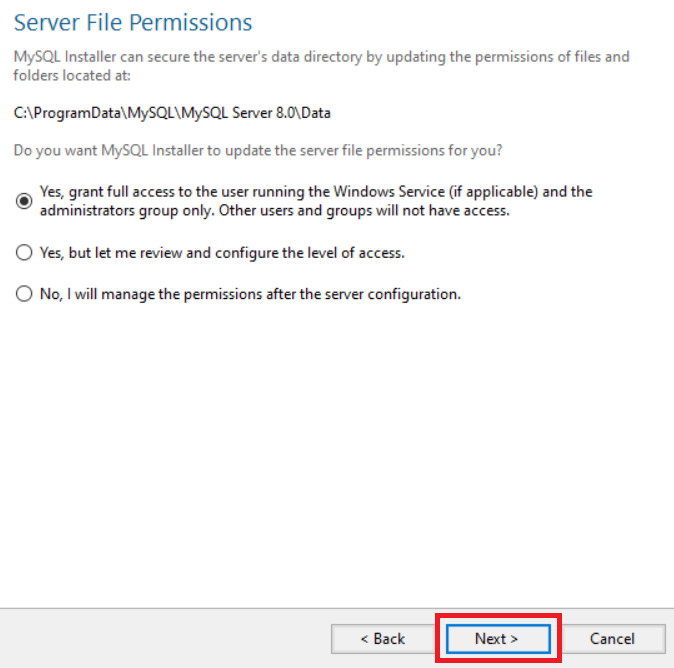 Server File Permissions
MySQL Installer can secure the server's data directory by updating the permissions of files and
folders located at:
C:\ProgramData\MySQL\MySQL Server 8.0\Data
Do you want MySQL Installer to update the server file permissions for you?
Yes, grant full access to the user running the Windows Service (if applicable) and the
administrators group only. Other users and groups will not have access.
Yes, but let me review and configure the level of access.
No, I will manage the permissions after the server configuration.
< Back Next > Cancel